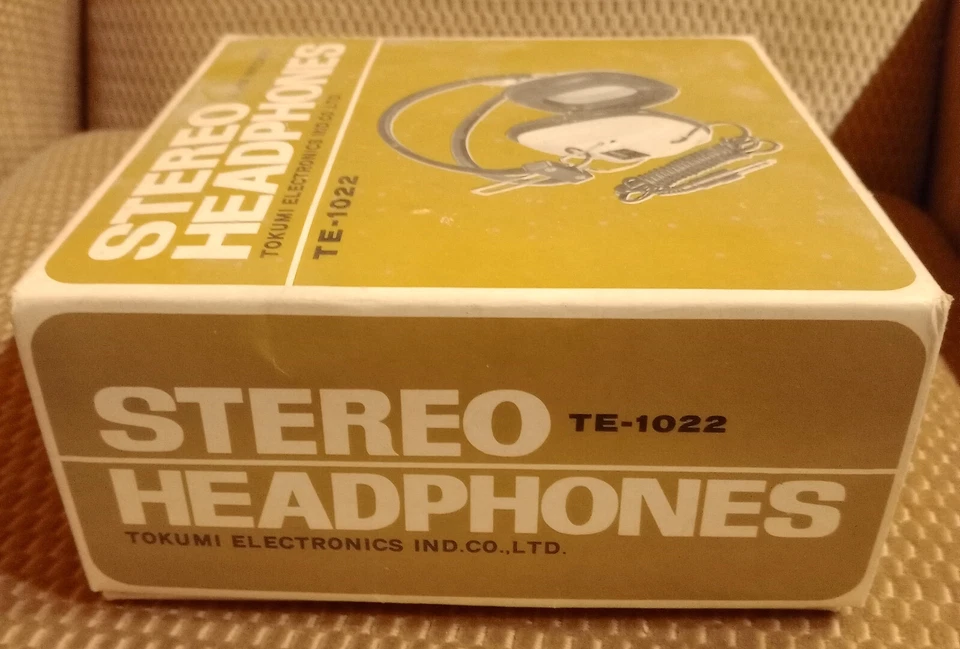 STEREO
HEADPHONES
TOKUMI ELECTRONICS IND.CO.,LTD.
TE-1022
STEREO TE-1022
HEADPHONES
TOKUMI ELECTRONICS IND.CO.,LTD.